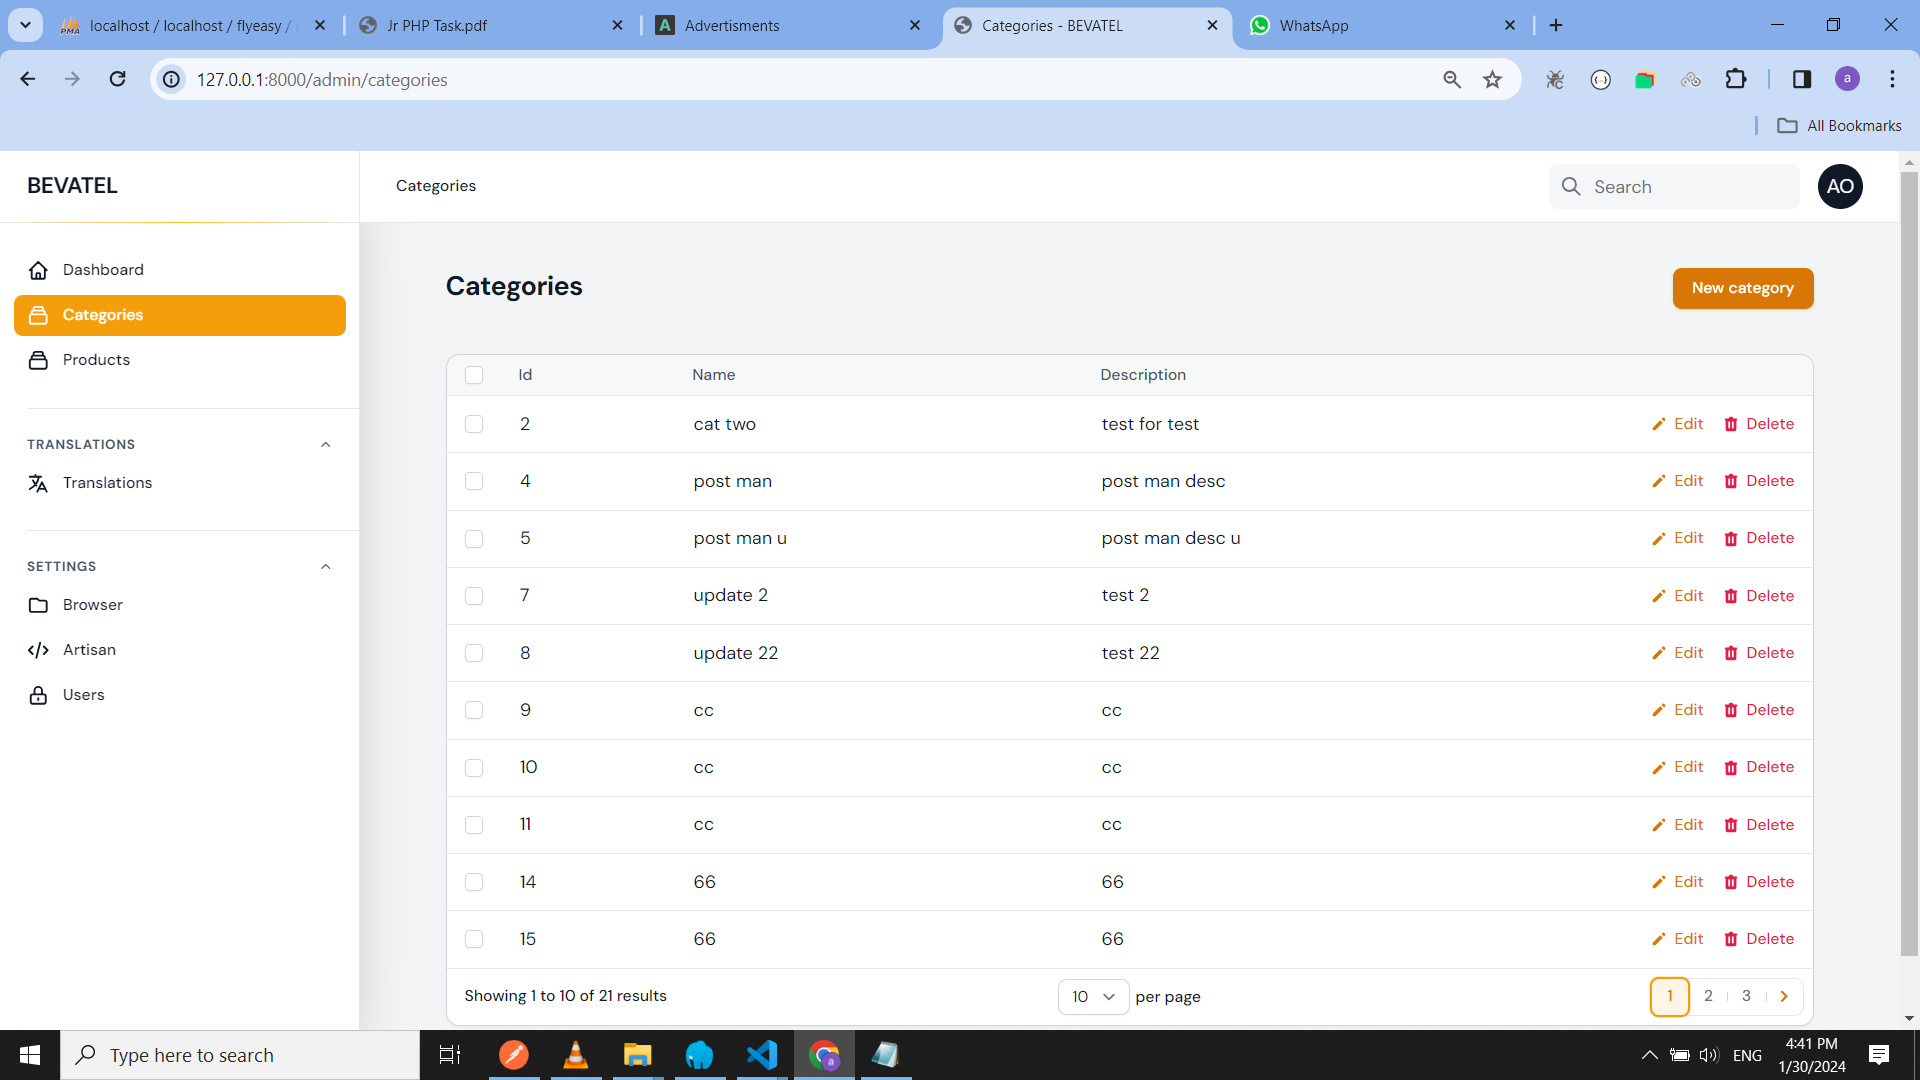 localhost / localhost / flyeasy /
Jr PHP Task.pdf
Advertisments
Categories - BEVATEL
WhatsApp
127.0.0.1:8000/admin/categories
All Bookmarks
BEVATEL
Categories
Search
AO
Dashboard
Categories
Products
TRANSLATIONS
Translations
SETTINGS
Browser
Artisan
Users
Categories
New category
Id Name Description
2 cat two test for test Edit Delete
4 post man post man desc Edit Delete
5 post man u post man desc u Edit Delete
7 update 2 test 2 Edit Delete
8 update 22 test 22 Edit Delete
9 cc cc Edit Delete
10 cc cc Edit Delete
11 cc cc Edit Delete
14 66 66 Edit Delete
15 66 66 Edit Delete
Showing 1 to 10 of 21 results
10 per page
1 2 3
Type here to search
ENG
4:41 PM
1/30/2024